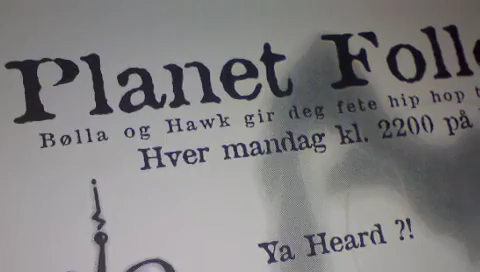 Planet Foll
Bølla og Hawk gir deg fete hip hop
Hver mandag kl. 2200 på
Ya Heard ?!